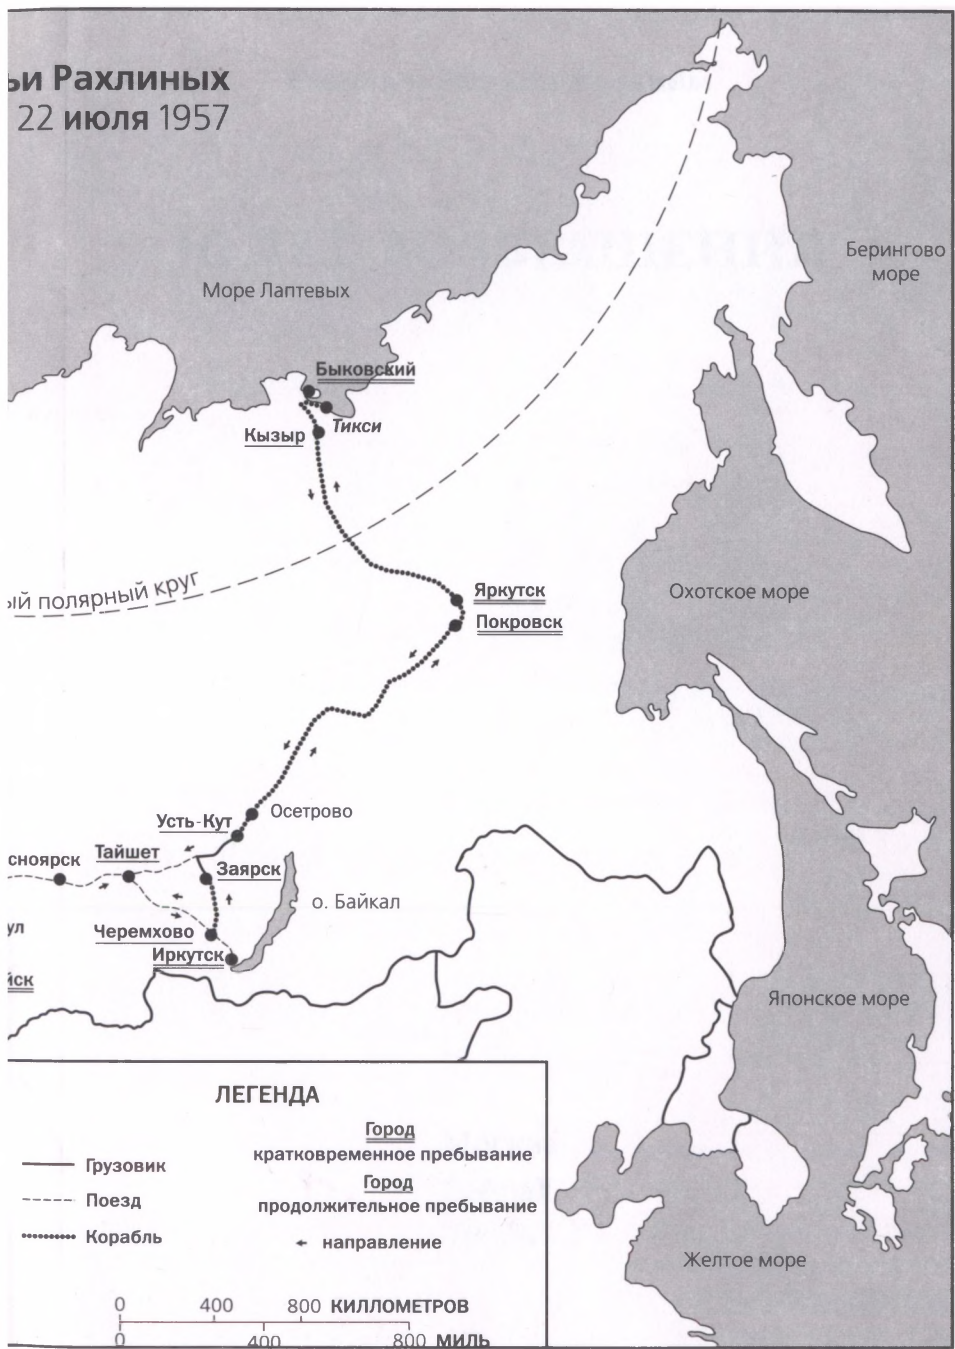 ьи Рахлиных
22 июля 1957
Берингово
море
Море Лаптевых
Быковский
Тикси
Кызыр
ый полярный круг
Яркутск
Покровск
Охотское море
Осетрово
Усть-Кут
сноярск
Тайшет
Заярск
о. Байкал
ул
Черемхово
Иркутск
йск
Японское море
ЛЕГЕНДА
Город
кратковременное пребывание
Грузовик
Город
Поезд
продолжительное пребывание
Корабль
направление
Желтое море
0 400 800 КИЛЛОМЕТРОВ
0 400 800 МИЛЬ